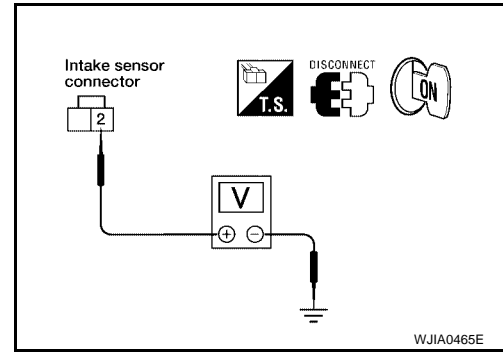 Intake sensor
connector
2
T.S.
DISCONNECT
ON
V
+ −
WJIA0465E